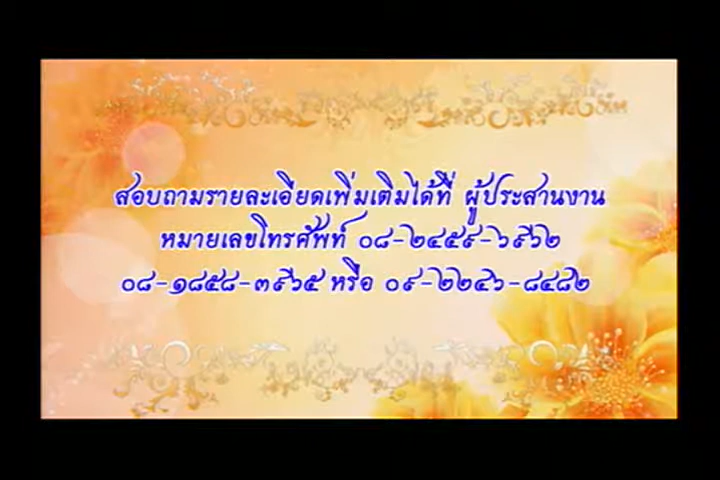 สอบถามรายละเอียดเพิ่มเติมได้ที่ ผู้ประสานงาน
หมายเลขโทรศัพท์ ๐๘-๒๔๕๙-๖๙๖๒
๐๘-๑๘๕๘-๓๙๖๕ หรือ ๐๙-๒๒๔๖-๘๔๘๒